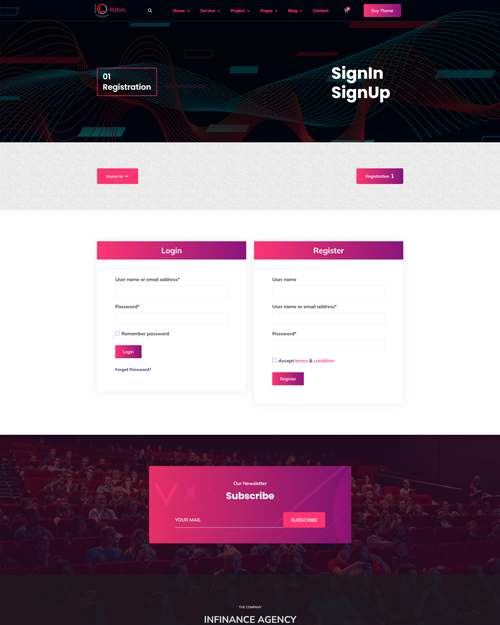 Rafon.
Home
Service
Project
Pages
Blog
Contact
Buy Theme
01
Registration
SignIn
SignUp
Home to
Registration
Login
User name or email address*
Password*
Remember password
Login
Forgot Password?
Register
User name
User name or email address*
Password*
Accept terms & condition
Register
Our Newsletter
Subscribe
YOUR MAIL
SUBSCRIBE
THE COMPANY
INFINANCE AGENCY